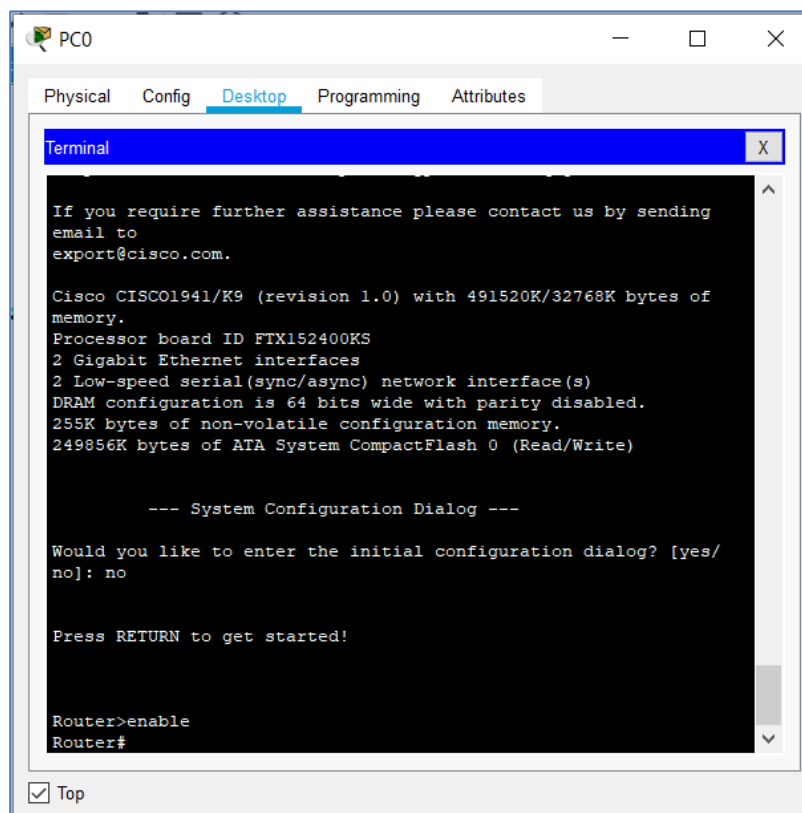 PC0
Physical Config Desktop Programming Attributes
Terminal
X
If you require further assistance please contact us by sending
email to
export@cisco.com.
Cisco CISCO1941/K9 (revision 1.0) with 491520K/32768K bytes of
memory.
Processor board ID FTX152400KS
2 Gigabit Ethernet interfaces
2 Low-speed serial(sync/async) network interface(s)
DRAM configuration is 64 bits wide with parity disabled.
255K bytes of non-volatile configuration memory.
249856K bytes of ATA System CompactFlash 0 (Read/Write)
--- System Configuration Dialog ---
Would you like to enter the initial configuration dialog? [yes/
no]: no
Press RETURN to get started!
Router>enable
Router#
Top